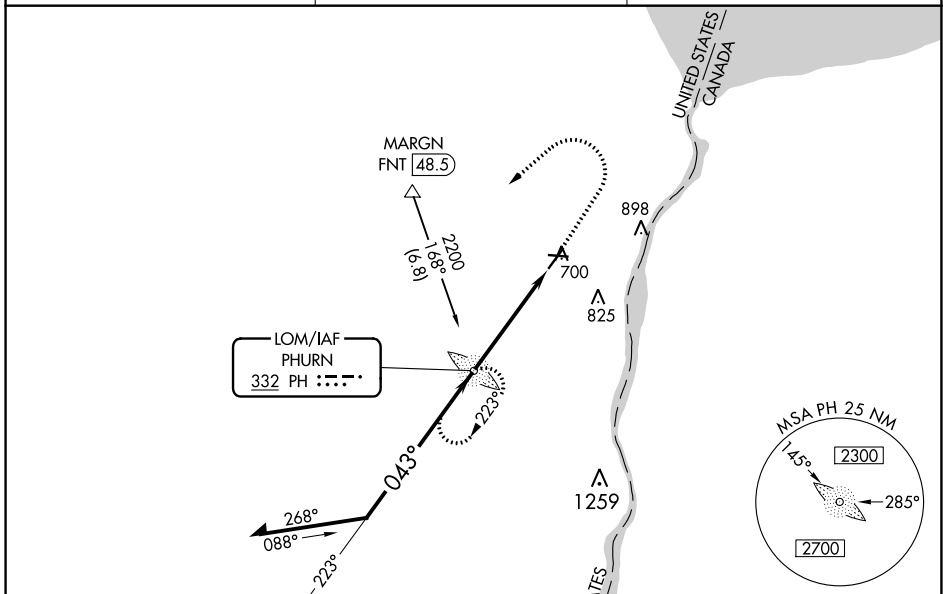 UNITED STATES
CANADA
MARGN
FNT 48.5
898
2200
168°
(6.8)
700
825
LOM/IAF
PHURN
332 PH
223°
MSA PH 25 NM
145°
2300
043°
1259
285°
268°
088°
2700
223°
TES